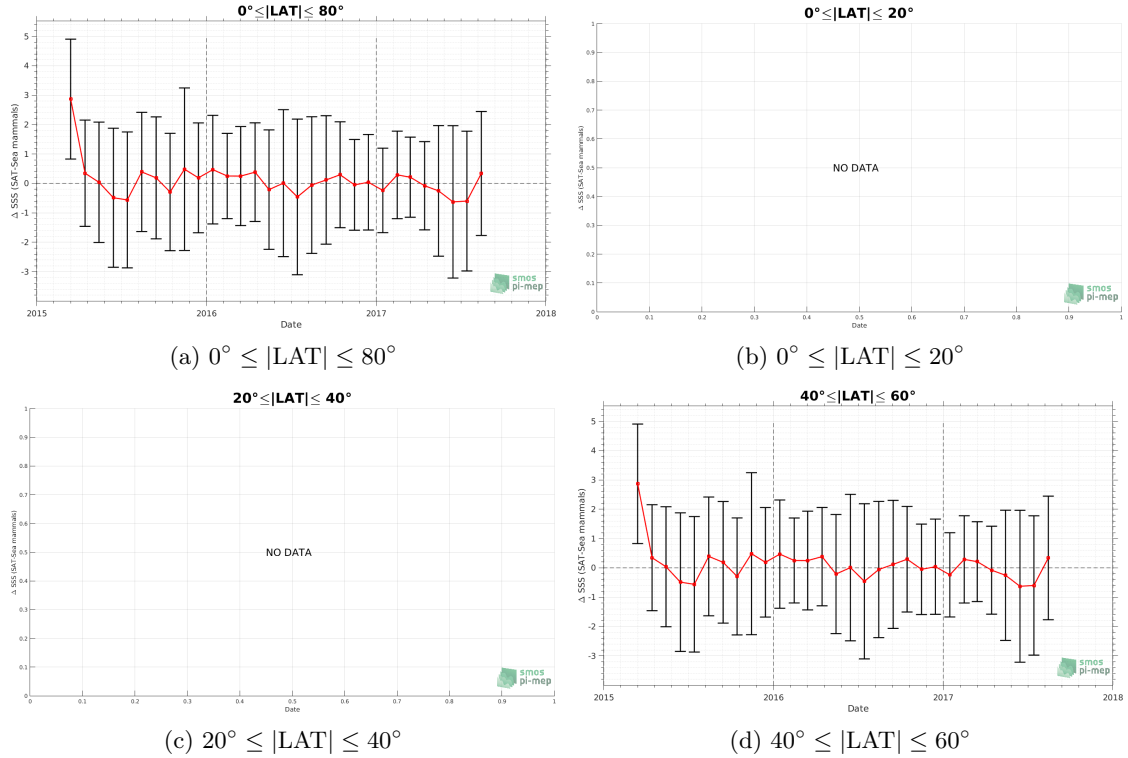 0°≤|LAT|≤ 80°
Δ SSS (SAT-Sea mammals)
5
4
3
2
1
0
-1
-2
-3
2015
2016
2017
2018
Date
smos
pi-mep
(a) 0° ≤ |LAT| ≤ 80°
0°≤|LAT|≤ 20°
Δ SSS (SAT-Sea mammals)
1
0.9
0.8
0.7
0.6
0.5
0.4
0.3
0.2
0.1
0
NO DATA
0 0.1 0.2 0.3 0.4 0.5 0.6 0.7 0.8 0.9 1
Date
smos
pi-mep
(b) 0° ≤ |LAT| ≤ 20°
20°≤|LAT|≤ 40°
Δ SSS (SAT-Sea mammals)
1
0.9
0.8
0.7
0.6
0.5
0.4
0.3
0.2
0.1
0
NO DATA
0 0.1 0.2 0.3 0.4 0.5 0.6 0.7 0.8 0.9 1
Date
smos
pi-mep
(c) 20° ≤ |LAT| ≤ 40°
40°≤|LAT|≤ 60°
Δ SSS (SAT-Sea mammals)
5
4
3
2
1
0
-1
-2
-3
2015
2016
2017
2018
Date
smos
pi-mep
(d) 40° ≤ |LAT| ≤ 60°